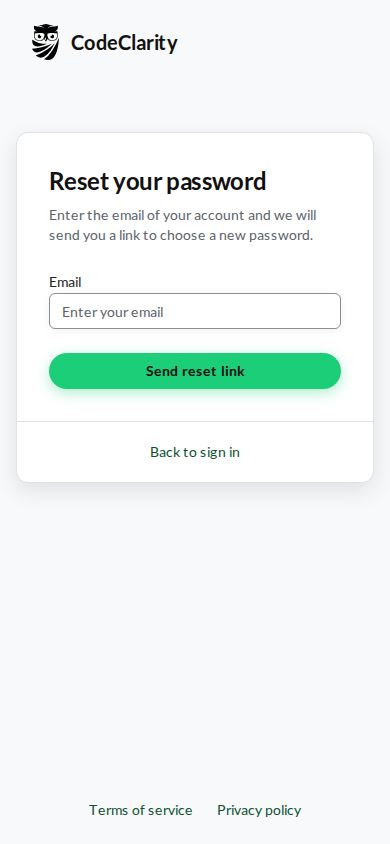 CodeClarity
Reset your password
Enter the email of your account and we will
send you a link to choose a new password.
Email
Enter your email
Send reset link
Back to sign in
Terms of service Privacy policy